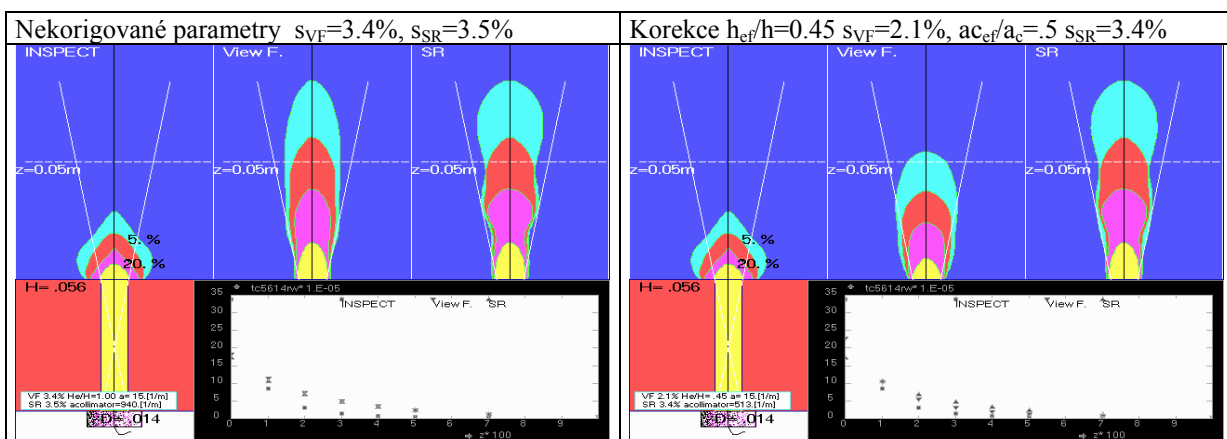 Nekorigované parametry s_VF=3.4%, s_SR=3.5%
INSPECT
View F.
SR
z=0.05m
z=0.05m
z=0.05m
5. %
20. %
H= .056
VF 3.4% He/H=1.00 a= 15.[1/m]
SR 3.5% acollimator=940.[1/m]
D= .014
tc5614rw* 1.E-05
INSPECT
View F.
SR
35
30
25
20
15
10
5
0
0 1 2 3 4 5 6 7 8 9
z* 100
Korekce h_ef/h=0.45 s_VF=2.1%, ac_ef/a_c=.5 s_SR=3.4%
INSPECT
View F.
SR
z=0.05m
z=0.05m
z=0.05m
5. %
20. %
H= .056
VF 2.1% He/H= .45 a= 15.[1/m]
SR 3.4% acollimator=513.[1/m]
D= .014
tc5614rw* 1.E-05
INSPECT
View F.
SR
35
30
25
20
15
10
5
0
0 1 2 3 4 5 6 7 8 9
z* 100